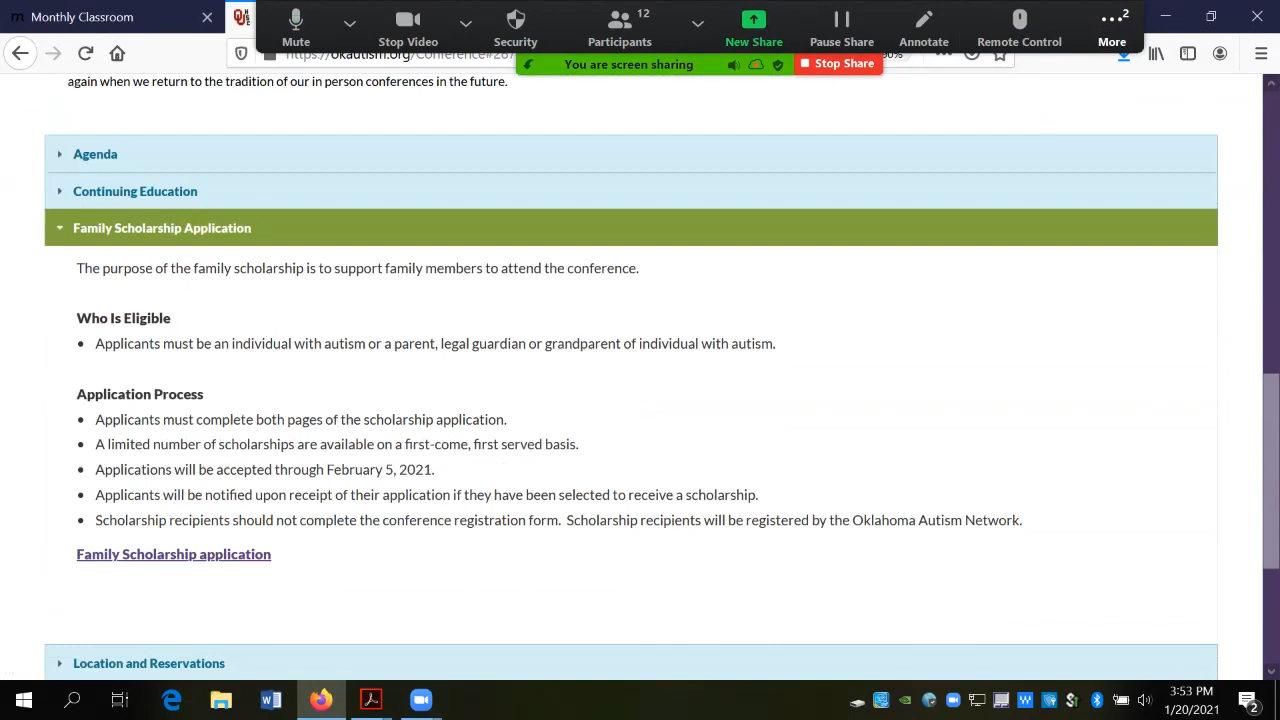 Monthly Classroom
Mute
Stop Video
Security
12
Participants
New Share
Pause Share
Annotate
Remote Control
2
More
https://okautism.org/Conference#
You are screen sharing
Stop Share
again when we return to the tradition of our in person conferences in the future.
Agenda
Continuing Education
Family Scholarship Application
The purpose of the family scholarship is to support family members to attend the conference.
Who Is Eligible
• Applicants must be an individual with autism or a parent, legal guardian or grandparent of individual with autism.
Application Process
• Applicants must complete both pages of the scholarship application.
• A limited number of scholarships are available on a first-come, first served basis.
• Applications will be accepted through February 5, 2021.
• Applicants will be notified upon receipt of their application if they have been selected to receive a scholarship.
• Scholarship recipients should not complete the conference registration form. Scholarship recipients will be registered by the Oklahoma Autism Network.
Family Scholarship application
Location and Reservations
3:53 PM
1/20/2021
2